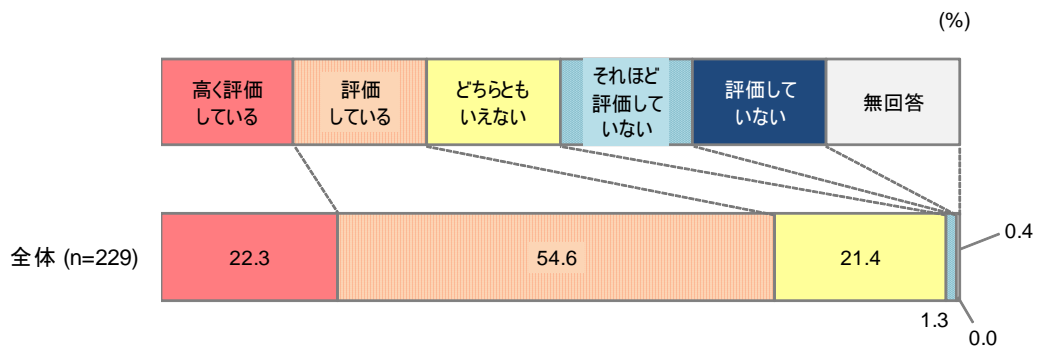 (%)
高く評価
している
評価
している
どちらとも
いえない
それほど
評価して
いない
評価して
いない
無回答
全体 (n=229)
22.3
54.6
21.4
1.3
0.0
0.4